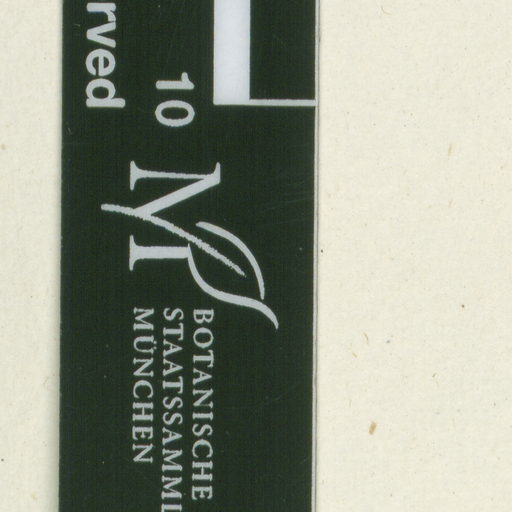 10
rved
BOTANISCHE
STAATSSAMML
MÜNCHEN